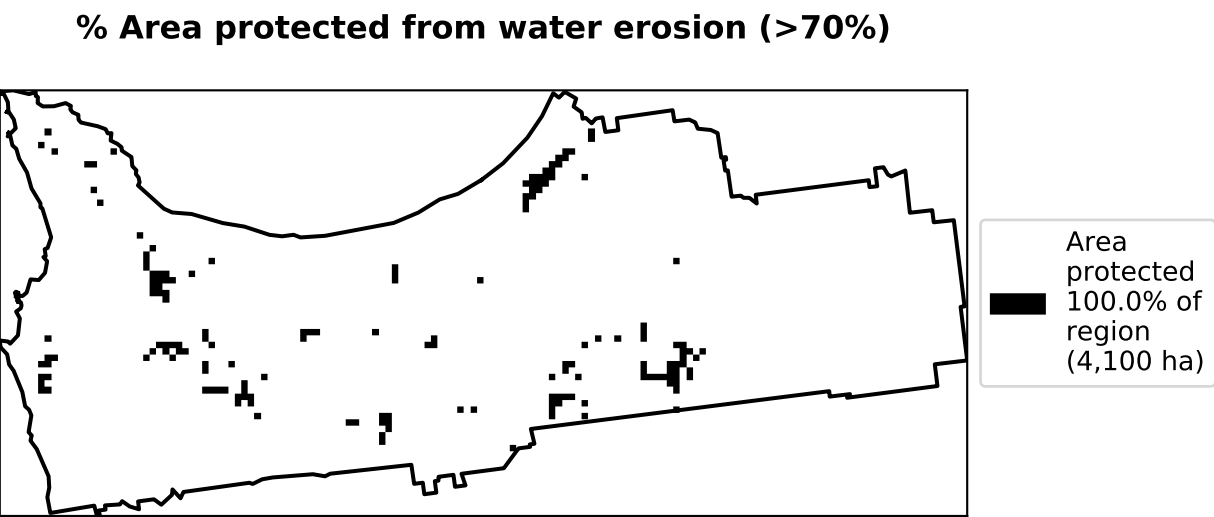 % Area protected from water erosion (>70%)
Area
protected
100.0% of
region
(4,100 ha)